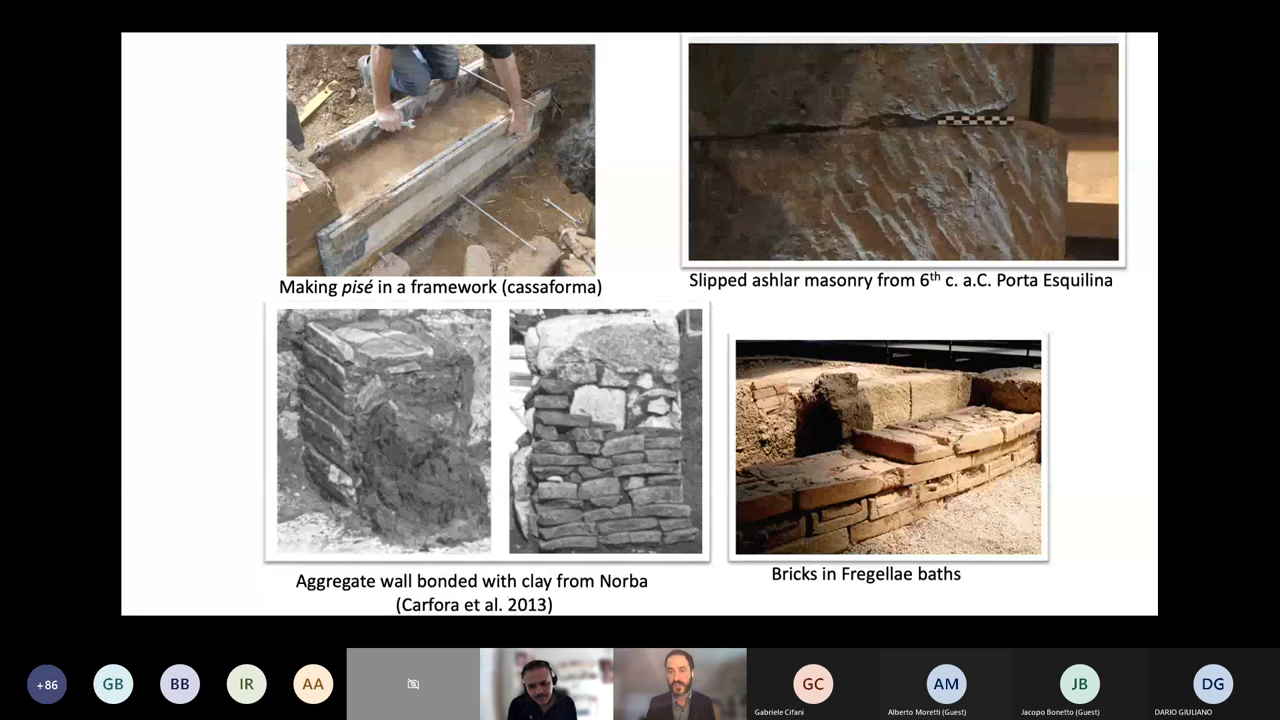 Making pisé in a framework (cassaforma)
Slipped ashlar masonry from 6th c. a.C. Porta Esquilina
Aggregate wall bonded with clay from Norba
(Carfora et al. 2013)
Bricks in Fregellae baths
+86
GB
BB
IR
AA
GC
AM
JB
DG
Gabriele Cifani
Alberto Moretti (Guest)
Jacopo Bonetto (Guest)
DARIO GIULIANO